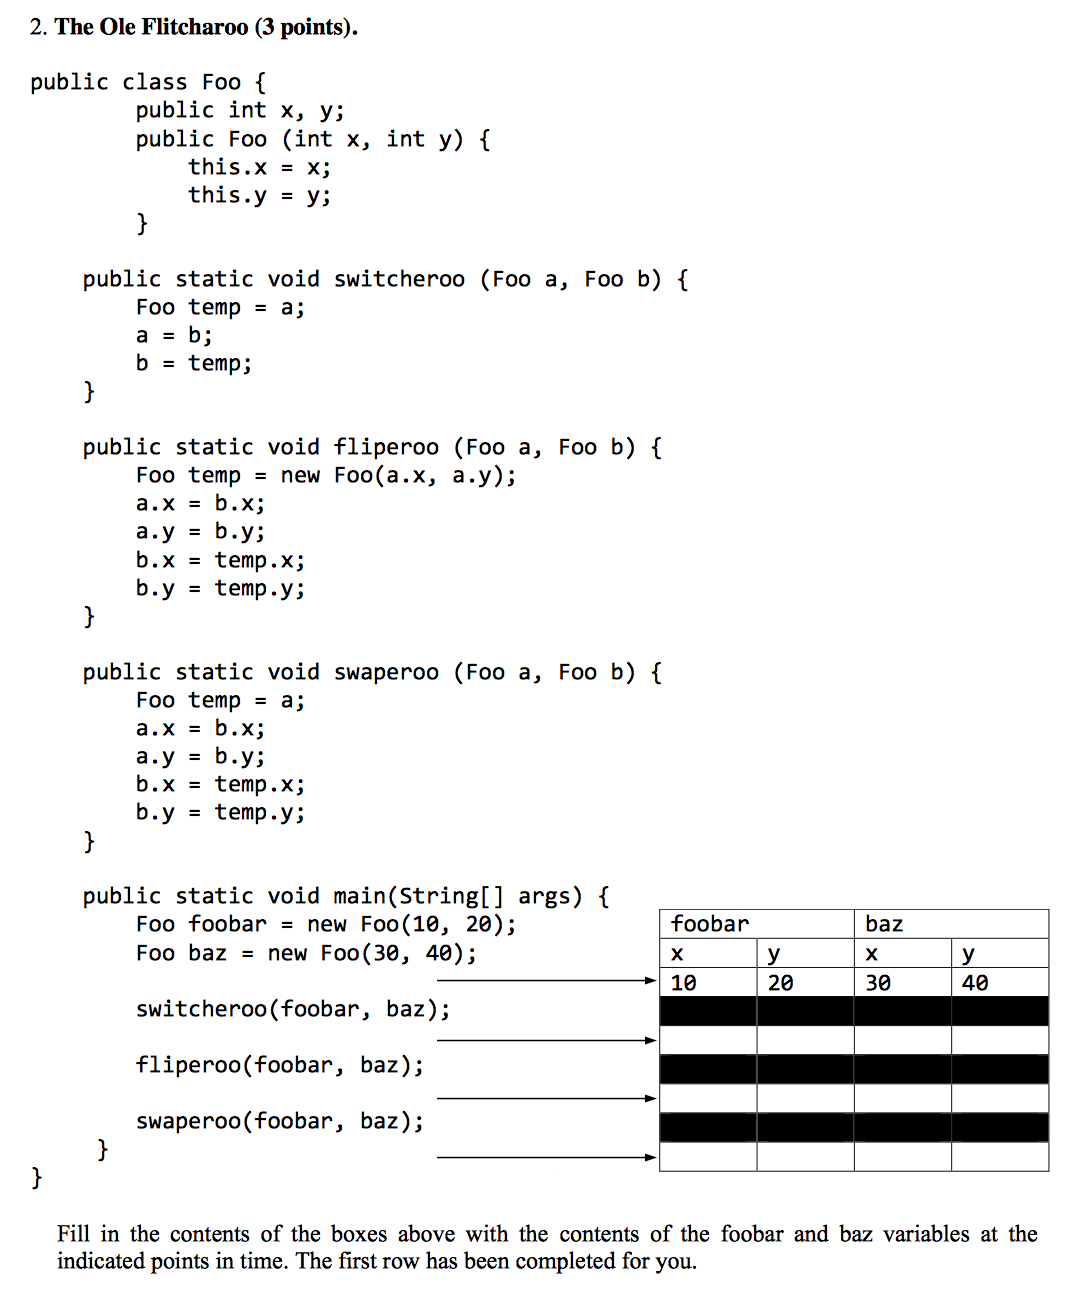 2. The Ole Flitcharoo (3 points).
public class Foo {
public int x, y;
public Foo (int x, int y) {
this.x = x;
this.y = y;
}
public static void switcheroo (Foo a, Foo b) {
Foo temp = a;
a = b;
b = temp;
}
public static void fliperoo (Foo a, Foo b) {
Foo temp = new Foo(a.x, a.y);
a.x = b.x;
a.y = b.y;
b.x = temp.x;
b.y = temp.y;
}
public static void swaperoo (Foo a, Foo b) {
Foo temp = a;
a.x = b.x;
a.y = b.y;
b.x = temp.x;
b.y = temp.y;
}
public static void main(String[] args) {
Foo foobar = new Foo(10, 20);
Foo baz = new Foo(30, 40);
switcheroo(foobar, baz);
fliperoo(foobar, baz);
swaperoo(foobar, baz);
}
}
foobar baz
x y x y
10 20 30 40
Fill in the contents of the boxes above with the contents of the foobar and baz variables at the
indicated points in time. The first row has been completed for you.